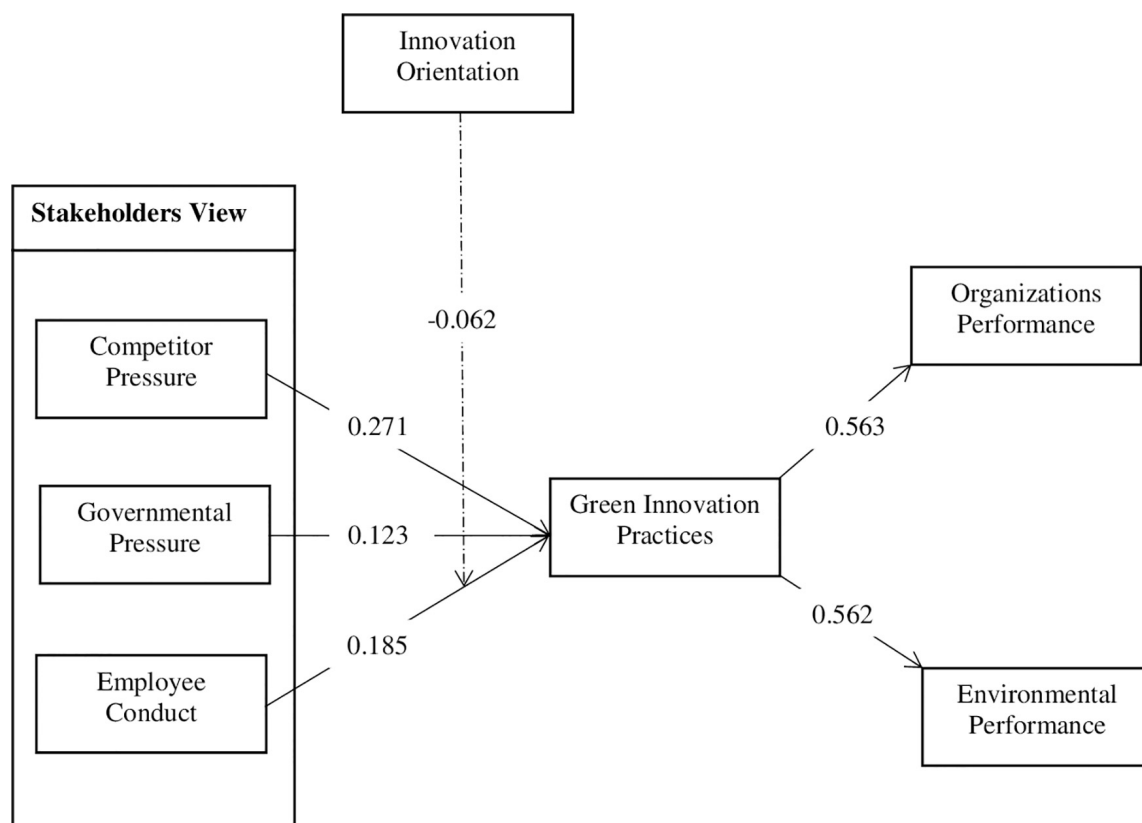 Innovation
Orientation
Stakeholders View
-0.062
Competitor
Pressure
0.271
Governmental
Pressure
0.123
Employee
Conduct
0.185
Green Innovation
Practices
0.563
Organizations
Performance
0.562
Environmental
Performance